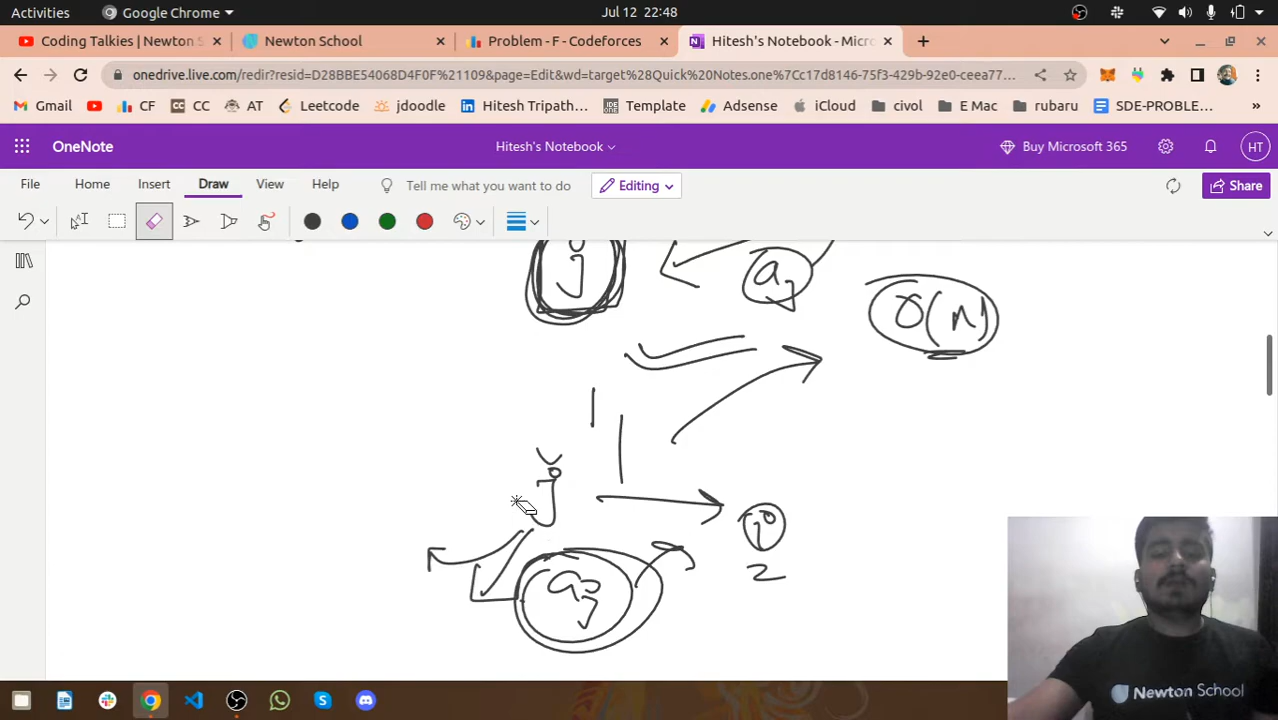 Activities Google Chrome Jul 12 22:48
Coding Talkies | Newton S Newton School Problem - F - Codeforces Hitesh's Notebook - Micro
onedrive.live.com/redir?resid=D28BBE54068D4F0F%21109&page=Edit&wd=target%28Quick%20Notes.one%7Cc17d8146-75f3-429b-92e0-ceea77...
Gmail CF CC AT Leetcode jdoodle Hitesh Tripath... Template Adsense iCloud civol E Mac rubaru SDE-PROBLE...
OneNote Hitesh's Notebook Buy Microsoft 365 HT
File Home Insert Draw View Help Tell me what you want to do Editing Share
j aj O(n)
j i
aj 2
Newton School